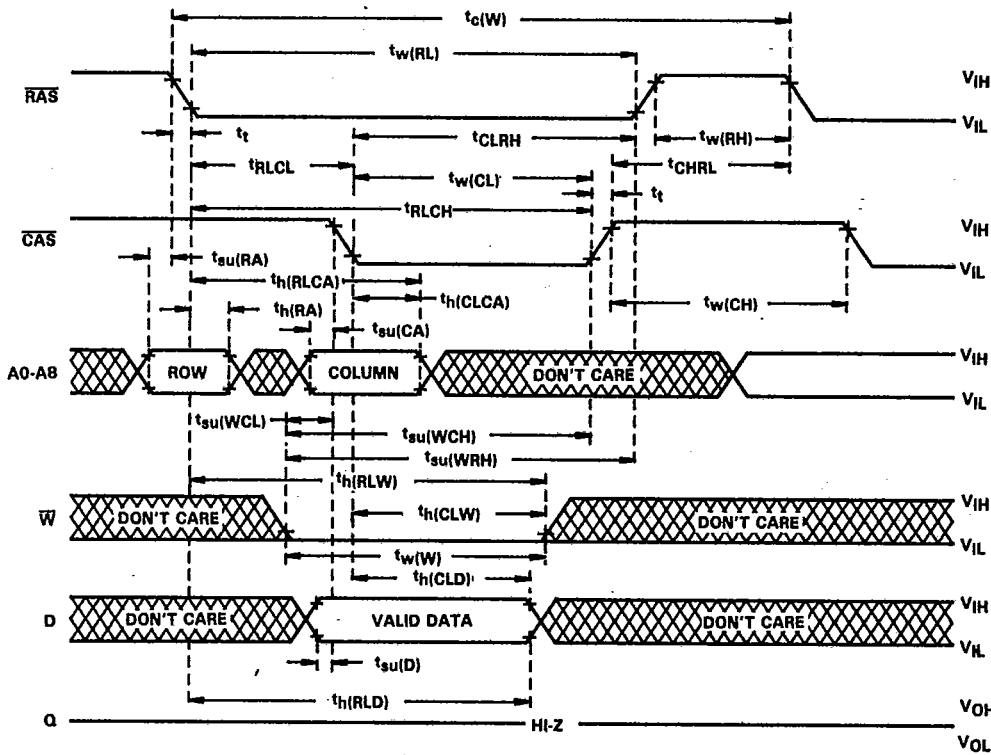 tc(W)
tw(RL)
RAS
VIH
VIL
tt
tCLRH
tw(RH)
tRLCL
tw(CL)
tCHRL
tt
tRLCH
CAS
VIH
VIL
tsu(RA)
th(RLCA)
th(CLCA)
tw(CH)
th(RA)
tsu(CA)
A0-A8
ROW
COLUMN
DON'T CARE
VIH
VIL
tsu(WCL)
tsu(WCH)
tsu(WRH)
th(RLW)
W
DON'T CARE
th(CLW)
DON'T CARE
VIH
VIL
tw(W)
th(CLD)
D
DON'T CARE
VALID DATA
DON'T CARE
VIH
VIL
tsu(D)
th(RLD)
Q
HI-Z
VOH
VOL